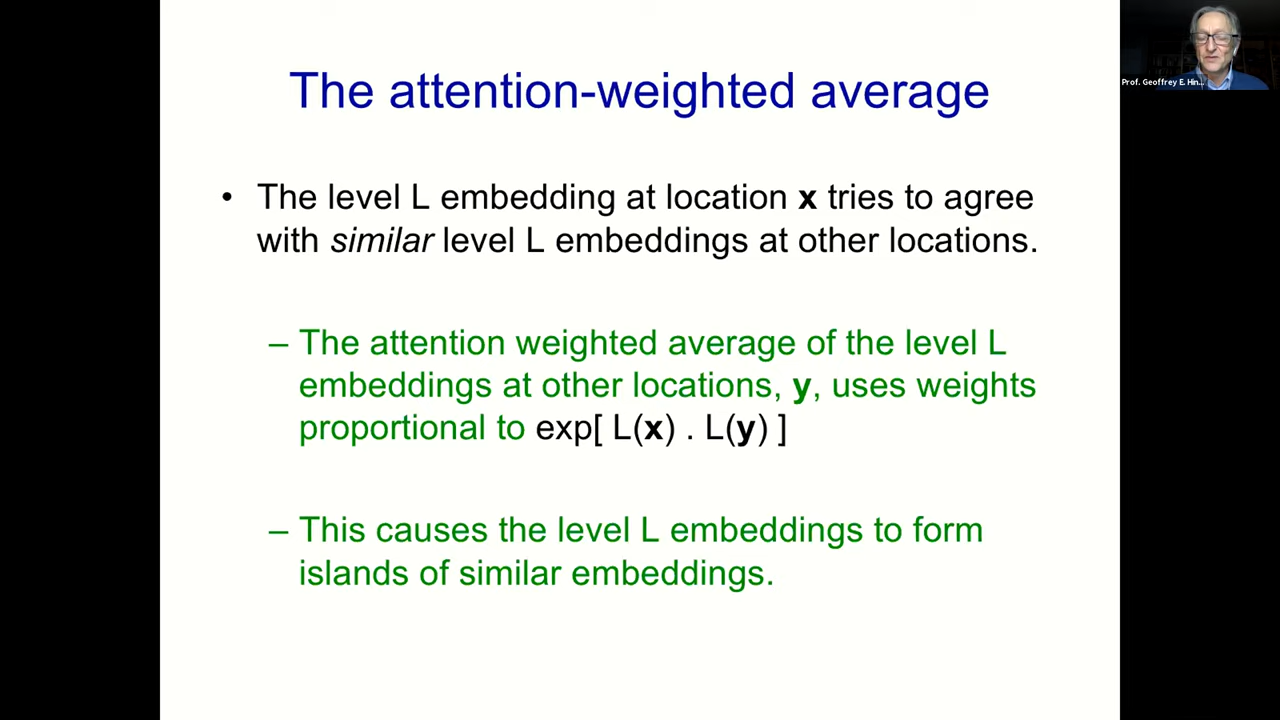 The attention-weighted average
Prof. Geoffrey E. Hin...
• The level L embedding at location x tries to agree
with similar level L embeddings at other locations.
– The attention weighted average of the level L
embeddings at other locations, y, uses weights
proportional to exp[ L(x) . L(y) ]
– This causes the level L embeddings to form
islands of similar embeddings.